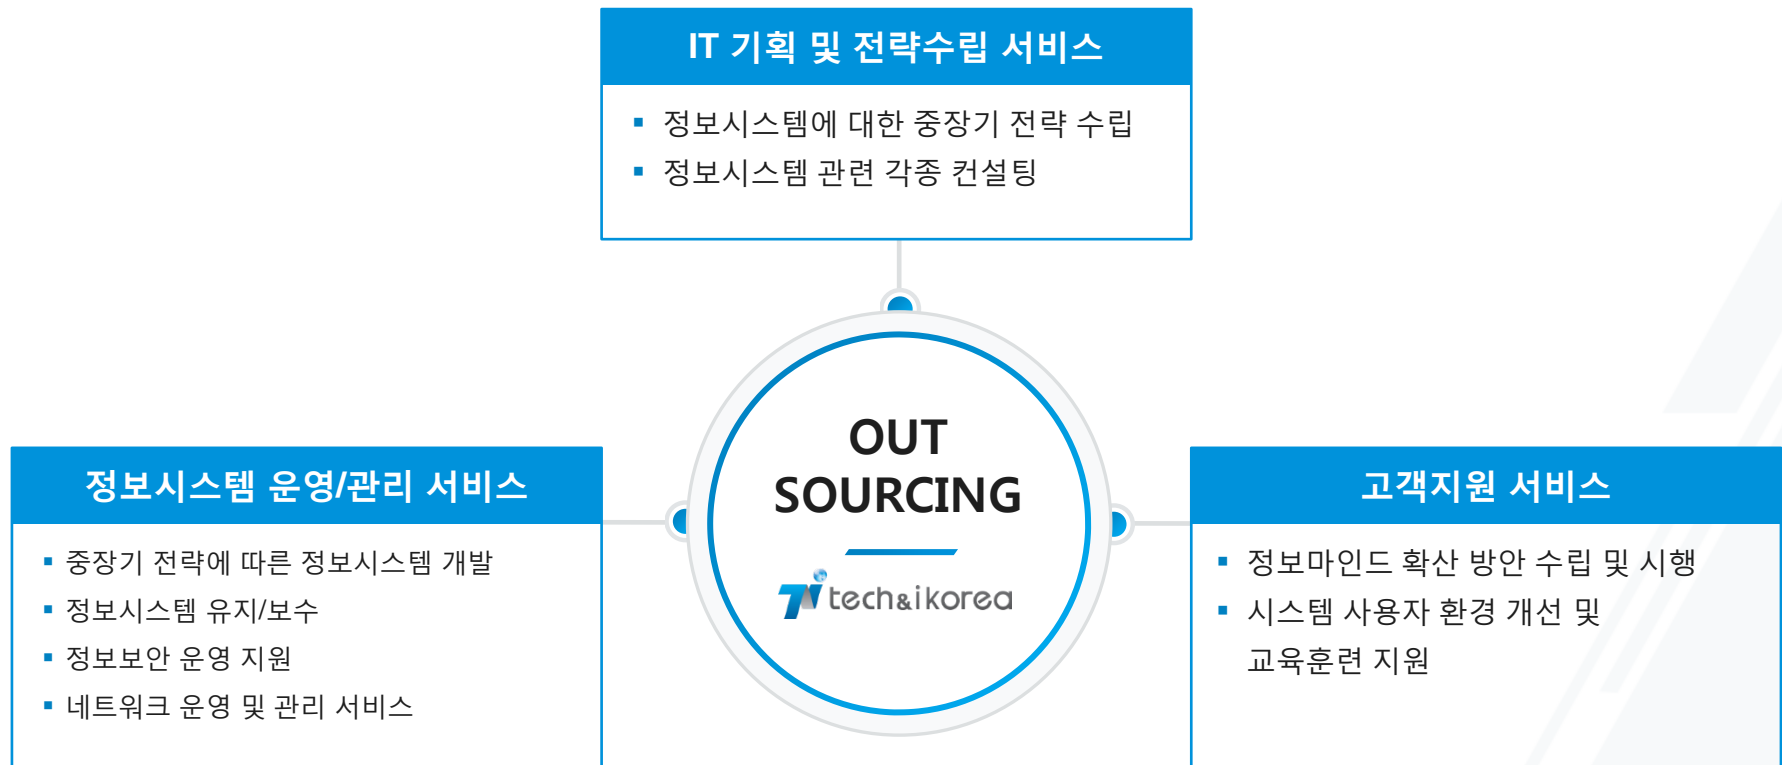 IT 기획 및 전략수립 서비스
정보시스템에 대한 중장기 전략 수립
정보시스템 관련 각종 컨설팅
OUT
SOURCING
tech&ikorea
정보시스템 운영/관리 서비스
중장기 전략에 따른 정보시스템 개발
정보시스템 유지/보수
정보보안 운영 지원
네트워크 운영 및 관리 서비스
고객지원 서비스
정보마인드 확산 방안 수립 및 시행
시스템 사용자 환경 개선 및
교육훈련 지원